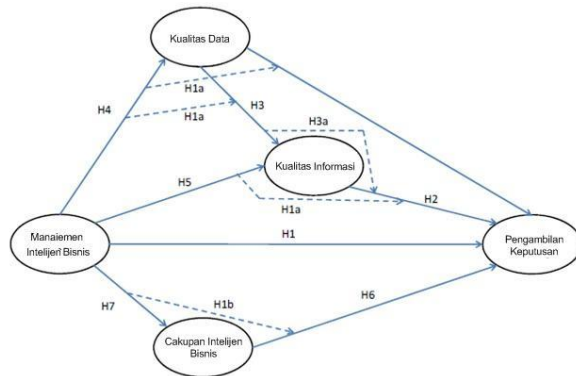 Kualitas Data
H1a
H4
H3
H1a
H3a
Kualitas Informasi
H5
H2
H1a
Manaiemen
Intelijen Bisnis
H1
Pengambilan
Keputusan
H7
H6
H1b
Cakupan Intelijen
Bisnis